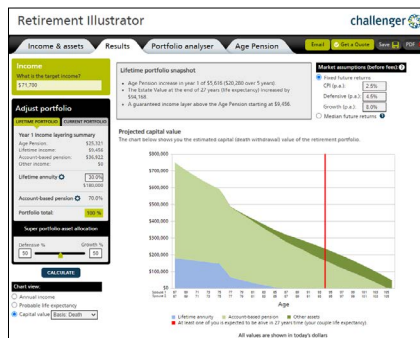 Retirement Illustrator
challenger
Income & assets
Results
Portfolio analyser
Age Pension
Email
Get a Quote
Save
PDF
Income
What is the target income?
$71,700
Adjust portfolio
LIFETIME PORTFOLIO
CURRENT PORTFOLIO
Year 1 income layering summary
Age Pension: $25,321
Lifetime income: $9,456
Account-based pension: $36,922
Other income: $0
Lifetime annuity 30.0%
$180,000
Account-based pension 70.0%
Portfolio total: 100 %
Super portfolio asset allocation
Defensive % Growth %
50 50
CALCULATE
Chart view:
Annual income
Probable life expectancy
Capital value Basis: Death
Lifetime portfolio snapshot
• Age Pension increase in year 1 of $5,616 ($20,280 over 5 years)
• The Estate Value at the end of 27 years (life expectancy) increased by
$54,168
• A guaranteed income layer above the Age Pension starting at $9,456.
Market assumptions (before fees)
Fixed future returns
CPI (p.a.): 2.5%
Defensive (p.a.): 4.5%
Growth (p.a.): 8.0%
Median future returns
Projected capital value
The chart below shows you the estimated capital (death withdrawal) value of the retirement portfolio.
$800,000
$700,000
$600,000
$500,000
$400,000
$300,000
$200,000
$100,000
$0
Age
Lifetime annuity
Account-based pension
Other assets
At least one of you is expected to be alive in 27 years time (your couple life expectancy)
All values are shown in today's dollars